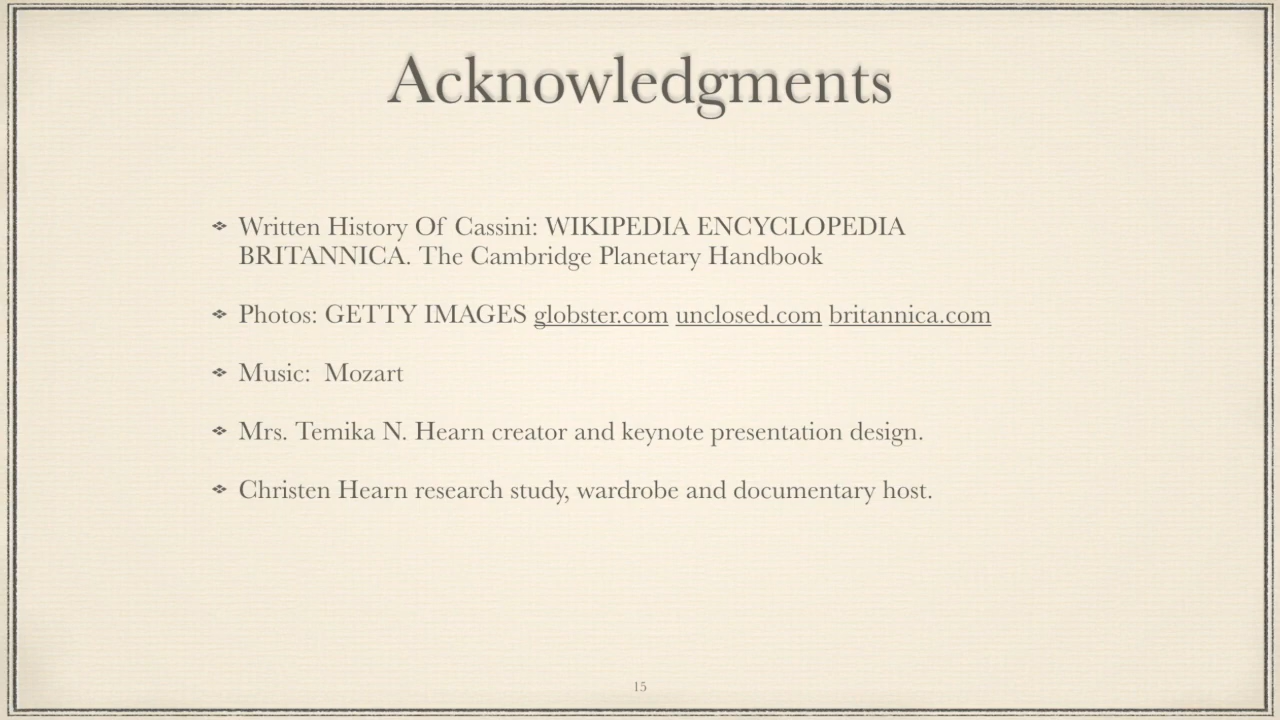 Acknowledgments
Written History Of Cassini: WIKIPEDIA ENCYCLOPEDIA
BRITANNICA. The Cambridge Planetary Handbook
Photos: GETTY IMAGES globster.com unclosed.com britannica.com
Music:  Mozart
Mrs. Temika N. Hearn creator and keynote presentation design.
Christen Hearn research study, wardrobe and documentary host.
15